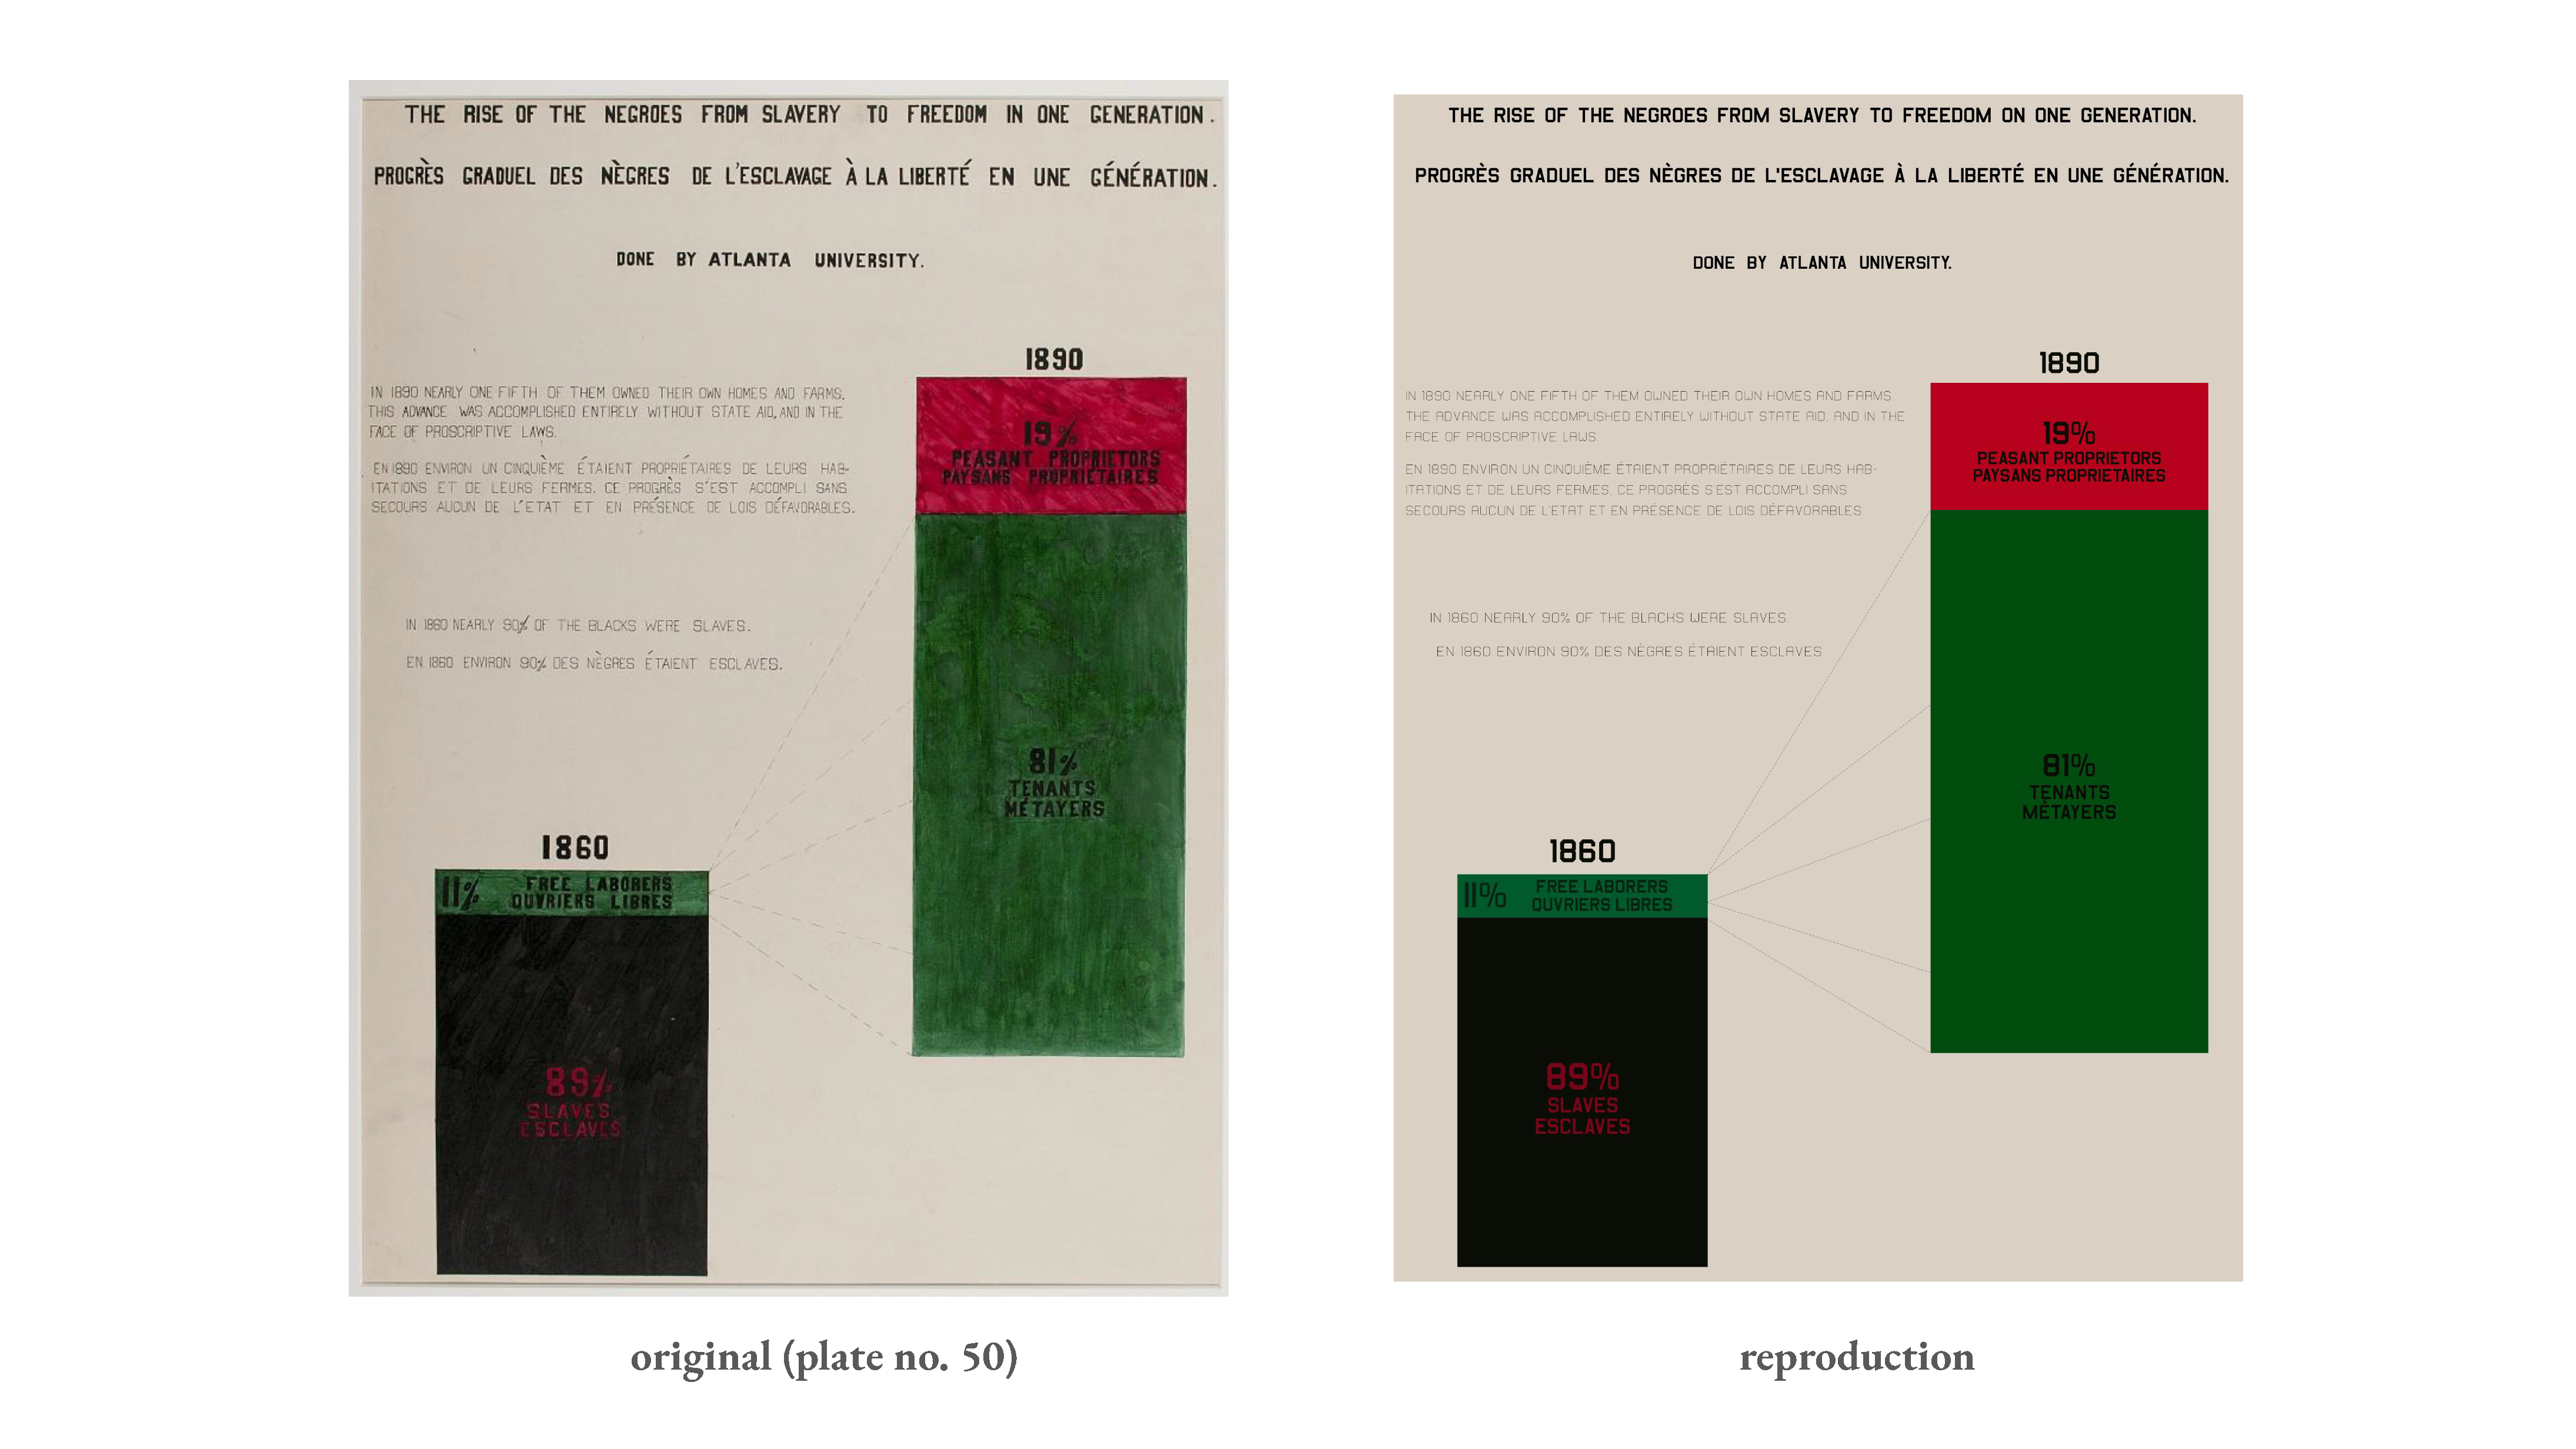 THE RISE OF THE NEGROES FROM SLAVERY TO FREEDOM IN ONE GENERATION.
PROGRÈS GRADUEL DES NÈGRES DE L'ESCLAVAGE À LA LIBERTÉ EN UNE GÉNÉRATION.
DONE BY ATLANTA UNIVERSITY.
1890
IN 1890 NEARLY ONE FIFTH OF THEM OWNED THEIR OWN HOMES AND FARMS.
THIS ADVANCE WAS ACCOMPLISHED ENTIRELY WITHOUT STATE AID, AND IN THE
FACE OF PROSCRIPTIVE LAWS.
EN 1890 ENVIRON UN CINQUIÈME ÉTAIENT PROPRIÉTAIRES DE LEURS HAB-
ITATIONS ET DE LEURS FERMES. CE PROGRÈS S'EST ACCOMPLI SANS
SECOURS AUCUN DE L'ETAT ET EN PRÉSENCE DE LOIS DÉFAVORABLES.
19%
PEASANT PROPRIETORS
PAYSANS PROPRIÉTAIRES
IN 1860 NEARLY 90% OF THE BLACKS WERE SLAVES.
EN 1860 ENVIRON 90% DES NÈGRES ÉTAIENT ESCLAVES.
81%
TENANTS
MÉTAYERS
1860
11% FREE LABORERS
OUVRIERS LIBRES
89%
SLAVES
ESCLAVES
original (plate no. 50)
THE RISE OF THE NEGROES FROM SLAVERY TO FREEDOM ON ONE GENERATION.
PROGRÈS GRADUEL DES NÈGRES DE L'ESCLAVAGE À LA LIBERTÉ EN UNE GÉNÉRATION.
DONE BY ATLANTA UNIVERSITY.
1890
IN 1890 NEARLY ONE FIFTH OF THEM OWNED THEIR OWN HOMES AND FARMS.
THE ADVANCE WAS ACCOMPLISHED ENTIRELY WITHOUT STATE AID, AND IN THE
FACE OF PROSCRIPTIVE LAWS.
EN 1890 ENVIRON UN CINQUIÈME ÉTAIENT PROPRIÉTAIRES DE LEURS HAB-
ITATIONS ET DE LEURS FERMES. CE PROGRÈS S'EST ACCOMPLI SANS
SECOURS AUCUN DE L'ETAT ET EN PRÉSENCE DE LOIS DÉFAVORABLES
19%
PEASANT PROPRIETORS
PAYSANS PROPRIETAIRES
IN 1860 NEARLY 90% OF THE BLACKS WERE SLAVES.
EN 1860 ENVIRON 90% DES NÈGRES ÉTAIENT ESCLAVES
81%
TENANTS
MÈTAYERS
1860
11% FREE LABORERS
QUVRIERS LIBRES
89%
SLAVES
ESCLAVES
reproduction